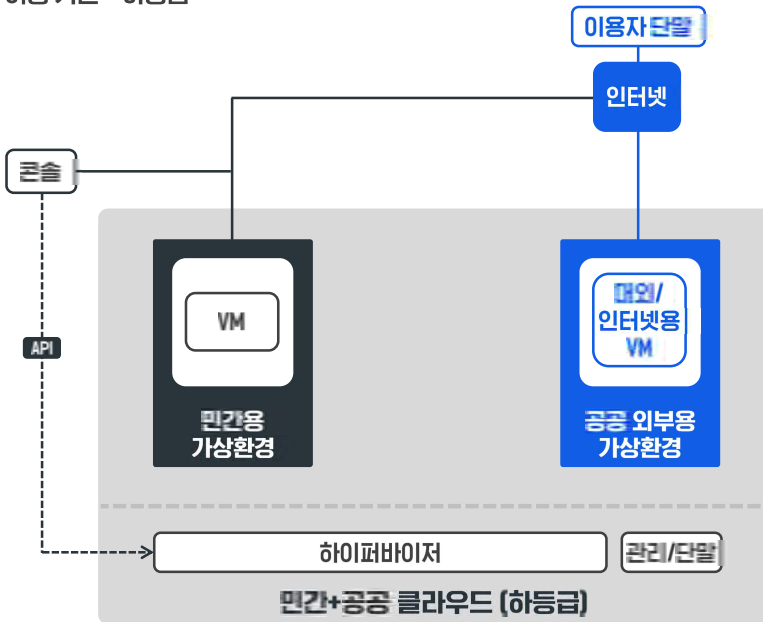 이용자 단말
인터넷
콘솔
VM
대외/
인터넷용
VM
API
민간용
가상환경
공공 외부용
가상환경
하이퍼바이저
관리/단말
민간+공공 클라우드 (하등급)